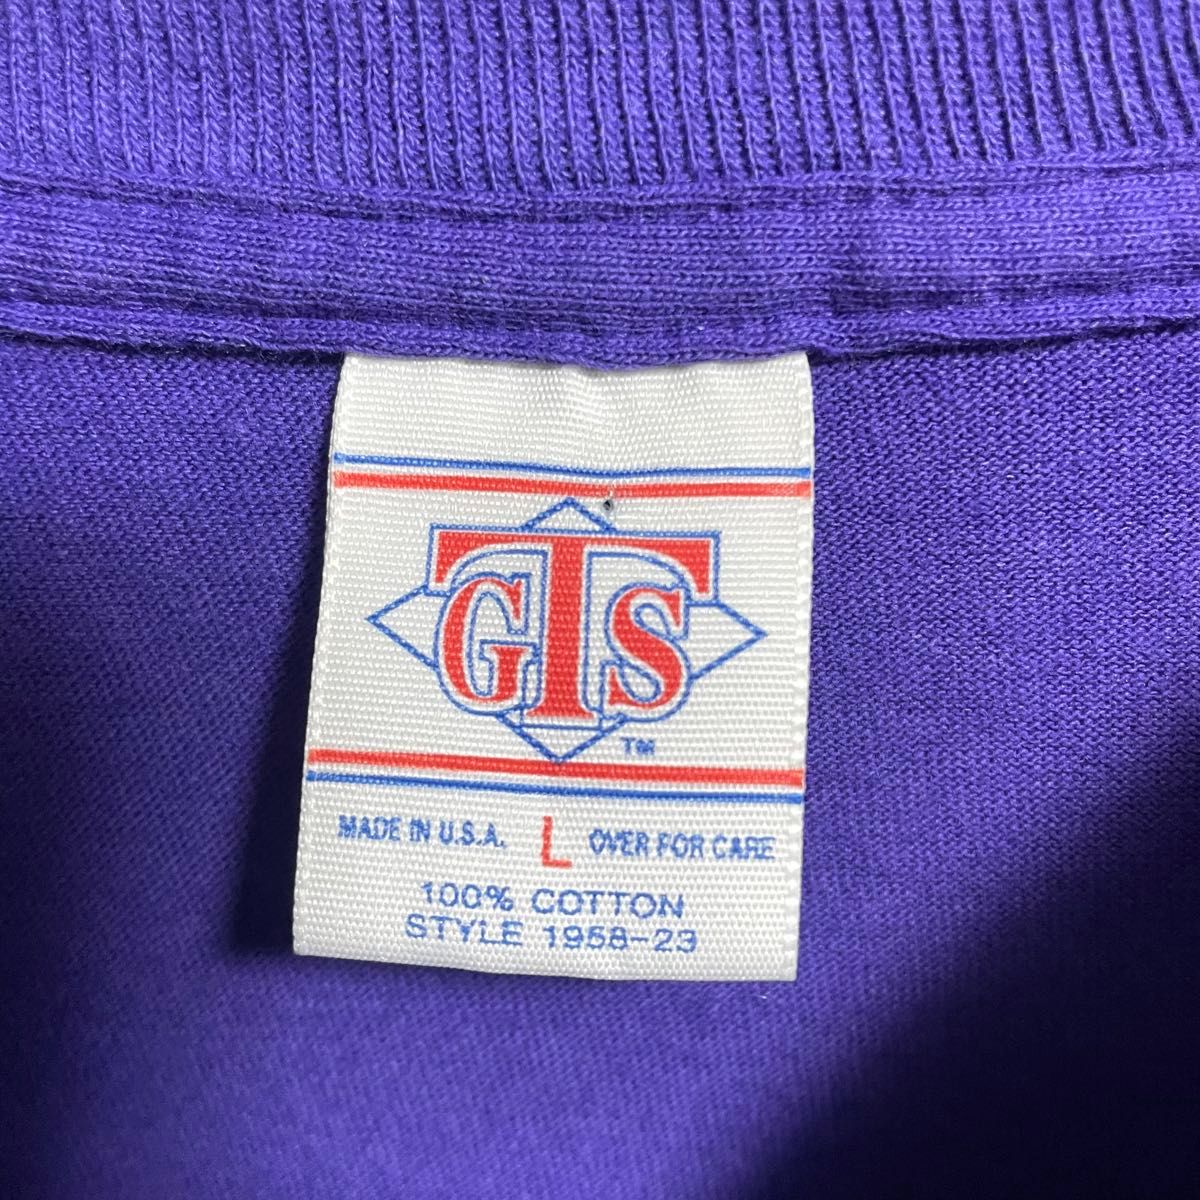 GTS
TM
MADE IN U.S.A. L OVER FOR CARE
100% COTTON
STYLE 1958-23